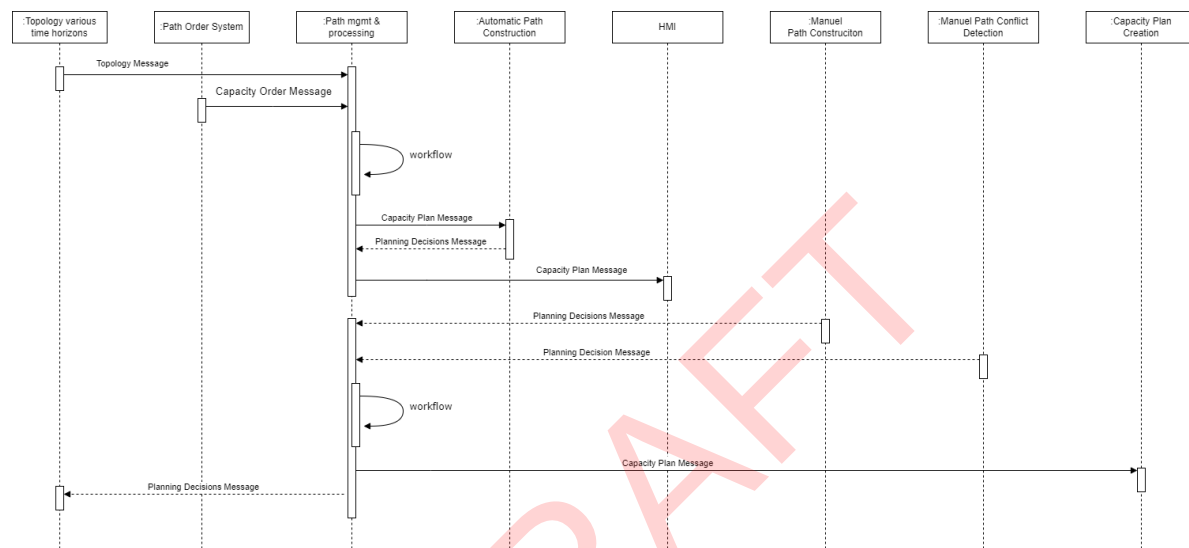 :Topology various
time horizons
:Path Order System
:Path mgmt &
processing
:Automatic Path
Construction
HMI
:Manuel
Path Construciton
:Manuel Path Conflict
Detection
:Capacity Plan
Creation
Topology Message
Capacity Order Message
workflow
Capacity Plan Message
Planning Decisions Message
Capacity Plan Message
Planning Decisions Message
Planning Decision Message
workflow
Capacity Plan Message
Planning Decisions Message
RAFT